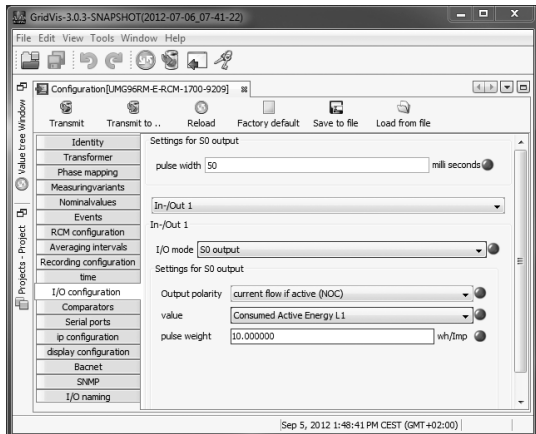 GridVis-3.0.3-SNAPSHOT(2012-07-06_07-41-22)
File Edit View Tools Window Help
Configuration[UMG96RM-E-RCM-1700-9209]
Transmit Transmit to .. Reload Factory default Save to file Load from file
Value tree Window
Projects - Project
Identity
Transformer
Phase mapping
Measuringvariants
Nominalvalues
Events
RCM configuration
Averaging intervals
Recording configuration
time
I/O configuration
Comparators
Serial ports
ip configuration
display configuration
Bacnet
SNMP
I/O naming
Settings for S0 output
pulse width 50 milli seconds
In-/Out 1
In-/Out 1
I/O mode S0 output
Settings for S0 output
Output polarity current flow if active (NOC)
value Consumed Active Energy L1
pulse weight 10.000000 wh/Imp
Sep 5, 2012 1:48:41 PM CEST (GMT+02:00)